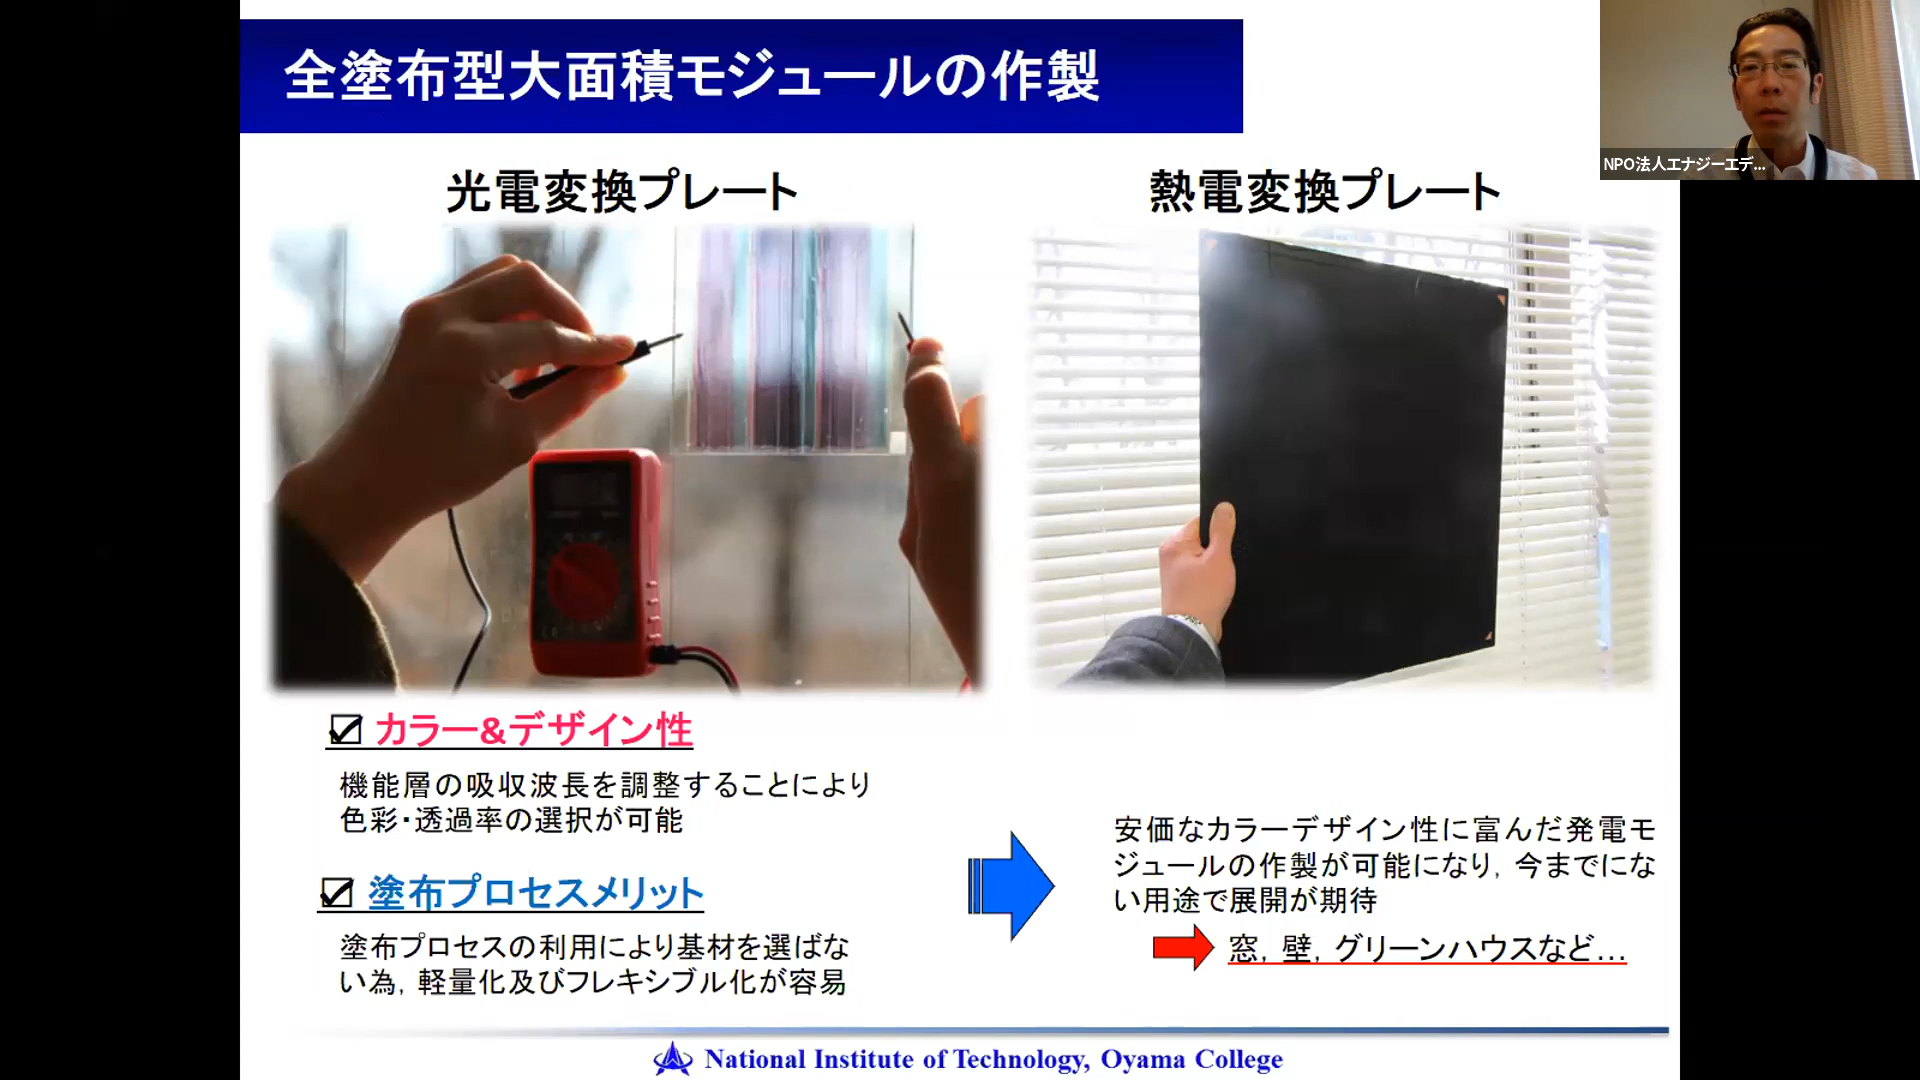 全塗布型大面積モジュールの作製
NPO法人エナジーエデ...
光電変換プレート
熱電変換プレート
カラー&デザイン性
機能層の吸収波長を調整することにより
色彩・透過率の選択が可能
塗布プロセスメリット
塗布プロセスの利用により基材を選ばな
い為，軽量化及びフレキシブル化が容易
安価なカラーデザイン性に富んだ発電モ
ジュールの作製が可能になり，今までにな
い用途で展開が期待
窓，壁，グリーンハウスなど…
National Institute of Technology, Oyama College